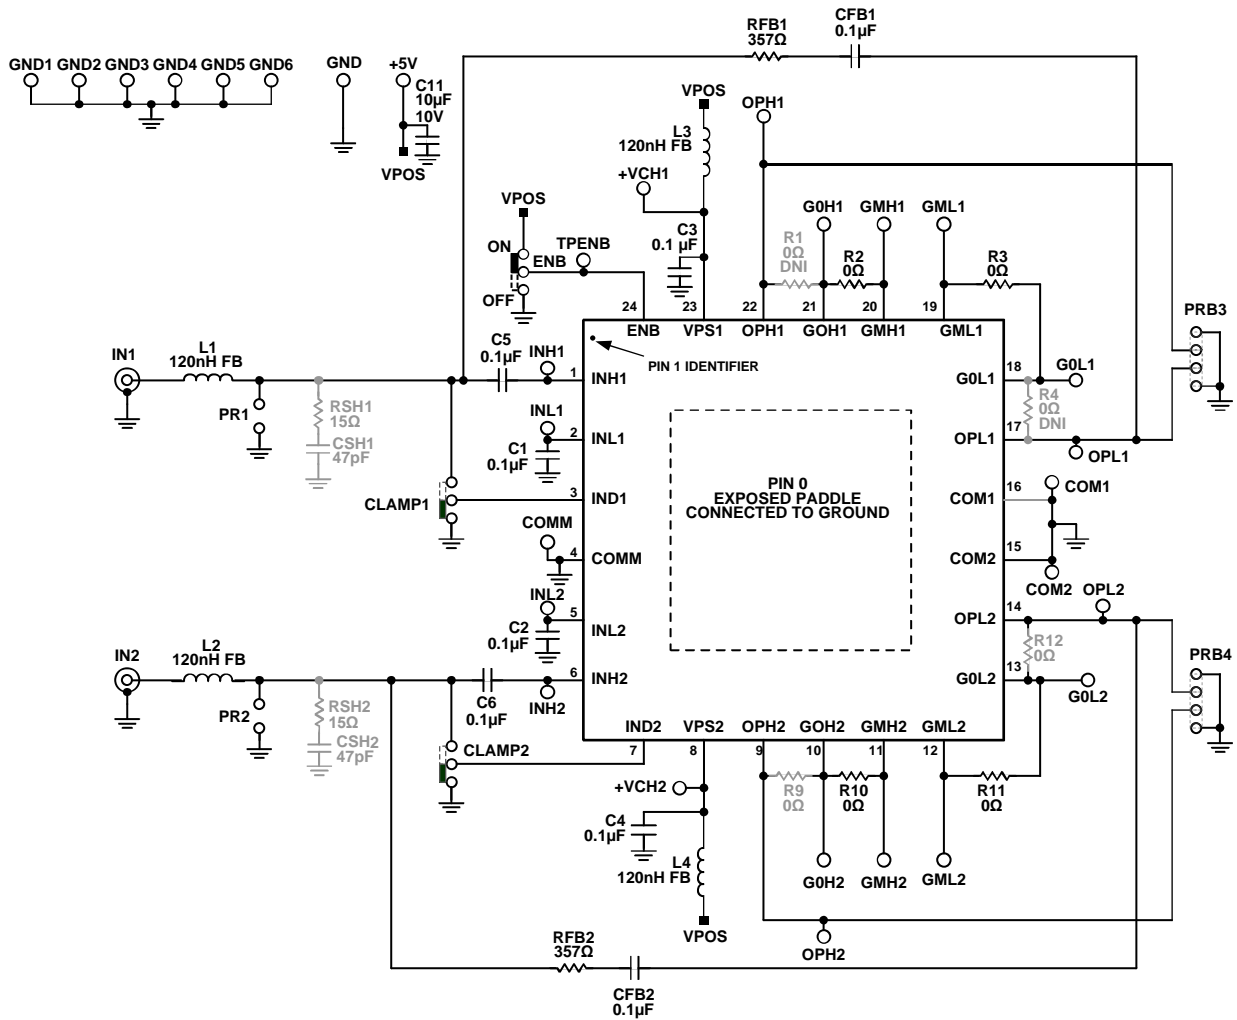 GND1 GND2 GND3 GND4 GND5 GND6
GND
+5V
C11
10µF
10V
VPOS
RFB1
357Ω
CFB1
0.1µF
VPOS
L3
120nH FB
OPH1
+VCH1
C3
0.1 µF
VPOS
ON
ENB
TPENB
OFF
R1
0Ω
DNI
G0H1
R2
0Ω
GMH1
GML1
R3
0Ω
24 23 22 21 20 19
ENB VPS1 OPH1 GOH1 GMH1 GML1
PIN 1 IDENTIFIER
PRB3
IN1
L1
120nH FB
PR1
RSH1
15Ω
CSH1
47pF
C5
0.1µF
INH1
1
INH1
INL1
2
INL1
C1
0.1µF
CLAMP1
3
IND1
COMM
4
COMM
INL2
5
INL2
C2
0.1µF
6
INH2
INH2
C6
0.1µF
PIN 0
EXPOSED PADDLE
CONNECTED TO GROUND
18
G0L1
G0L1
R4
0Ω
DNI
17
OPL1
OPL1
16
COM1
COM1
15
COM2
COM2
14
OPL2
OPL2
R12
0Ω
13
G0L2
G0L2
PRB4
IN2
L2
120nH FB
PR2
RSH2
15Ω
CSH2
47pF
CLAMP2
IND2 VPS2 OPH2 GOH2 GMH2 GML2
7 8 9 10 11 12
+VCH2
C4
0.1µF
L4
120nH FB
VPOS
R9
0Ω
R10
0Ω
R11
0Ω
G0H2 GMH2 GML2
OPH2
RFB2
357Ω
CFB2
0.1µF